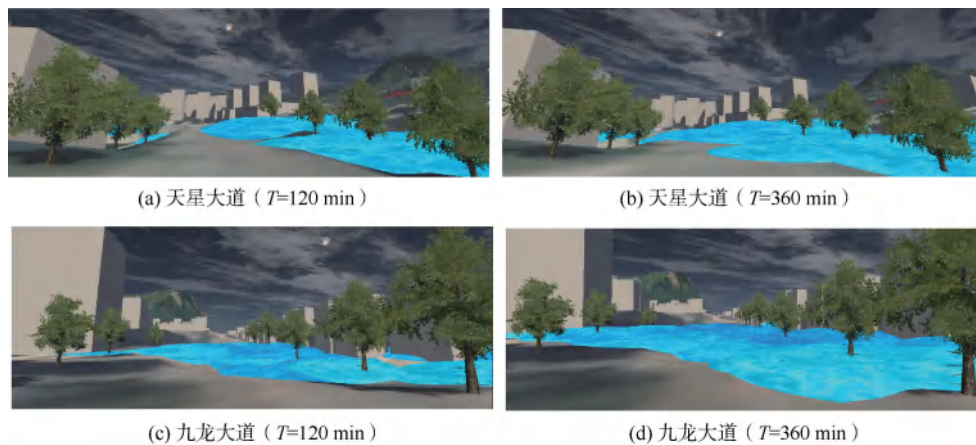 (a) 天星大道（T=120 min）
(b) 天星大道（T=360 min）
(c) 九龙大道（T=120 min）
(d) 九龙大道（T=360 min）